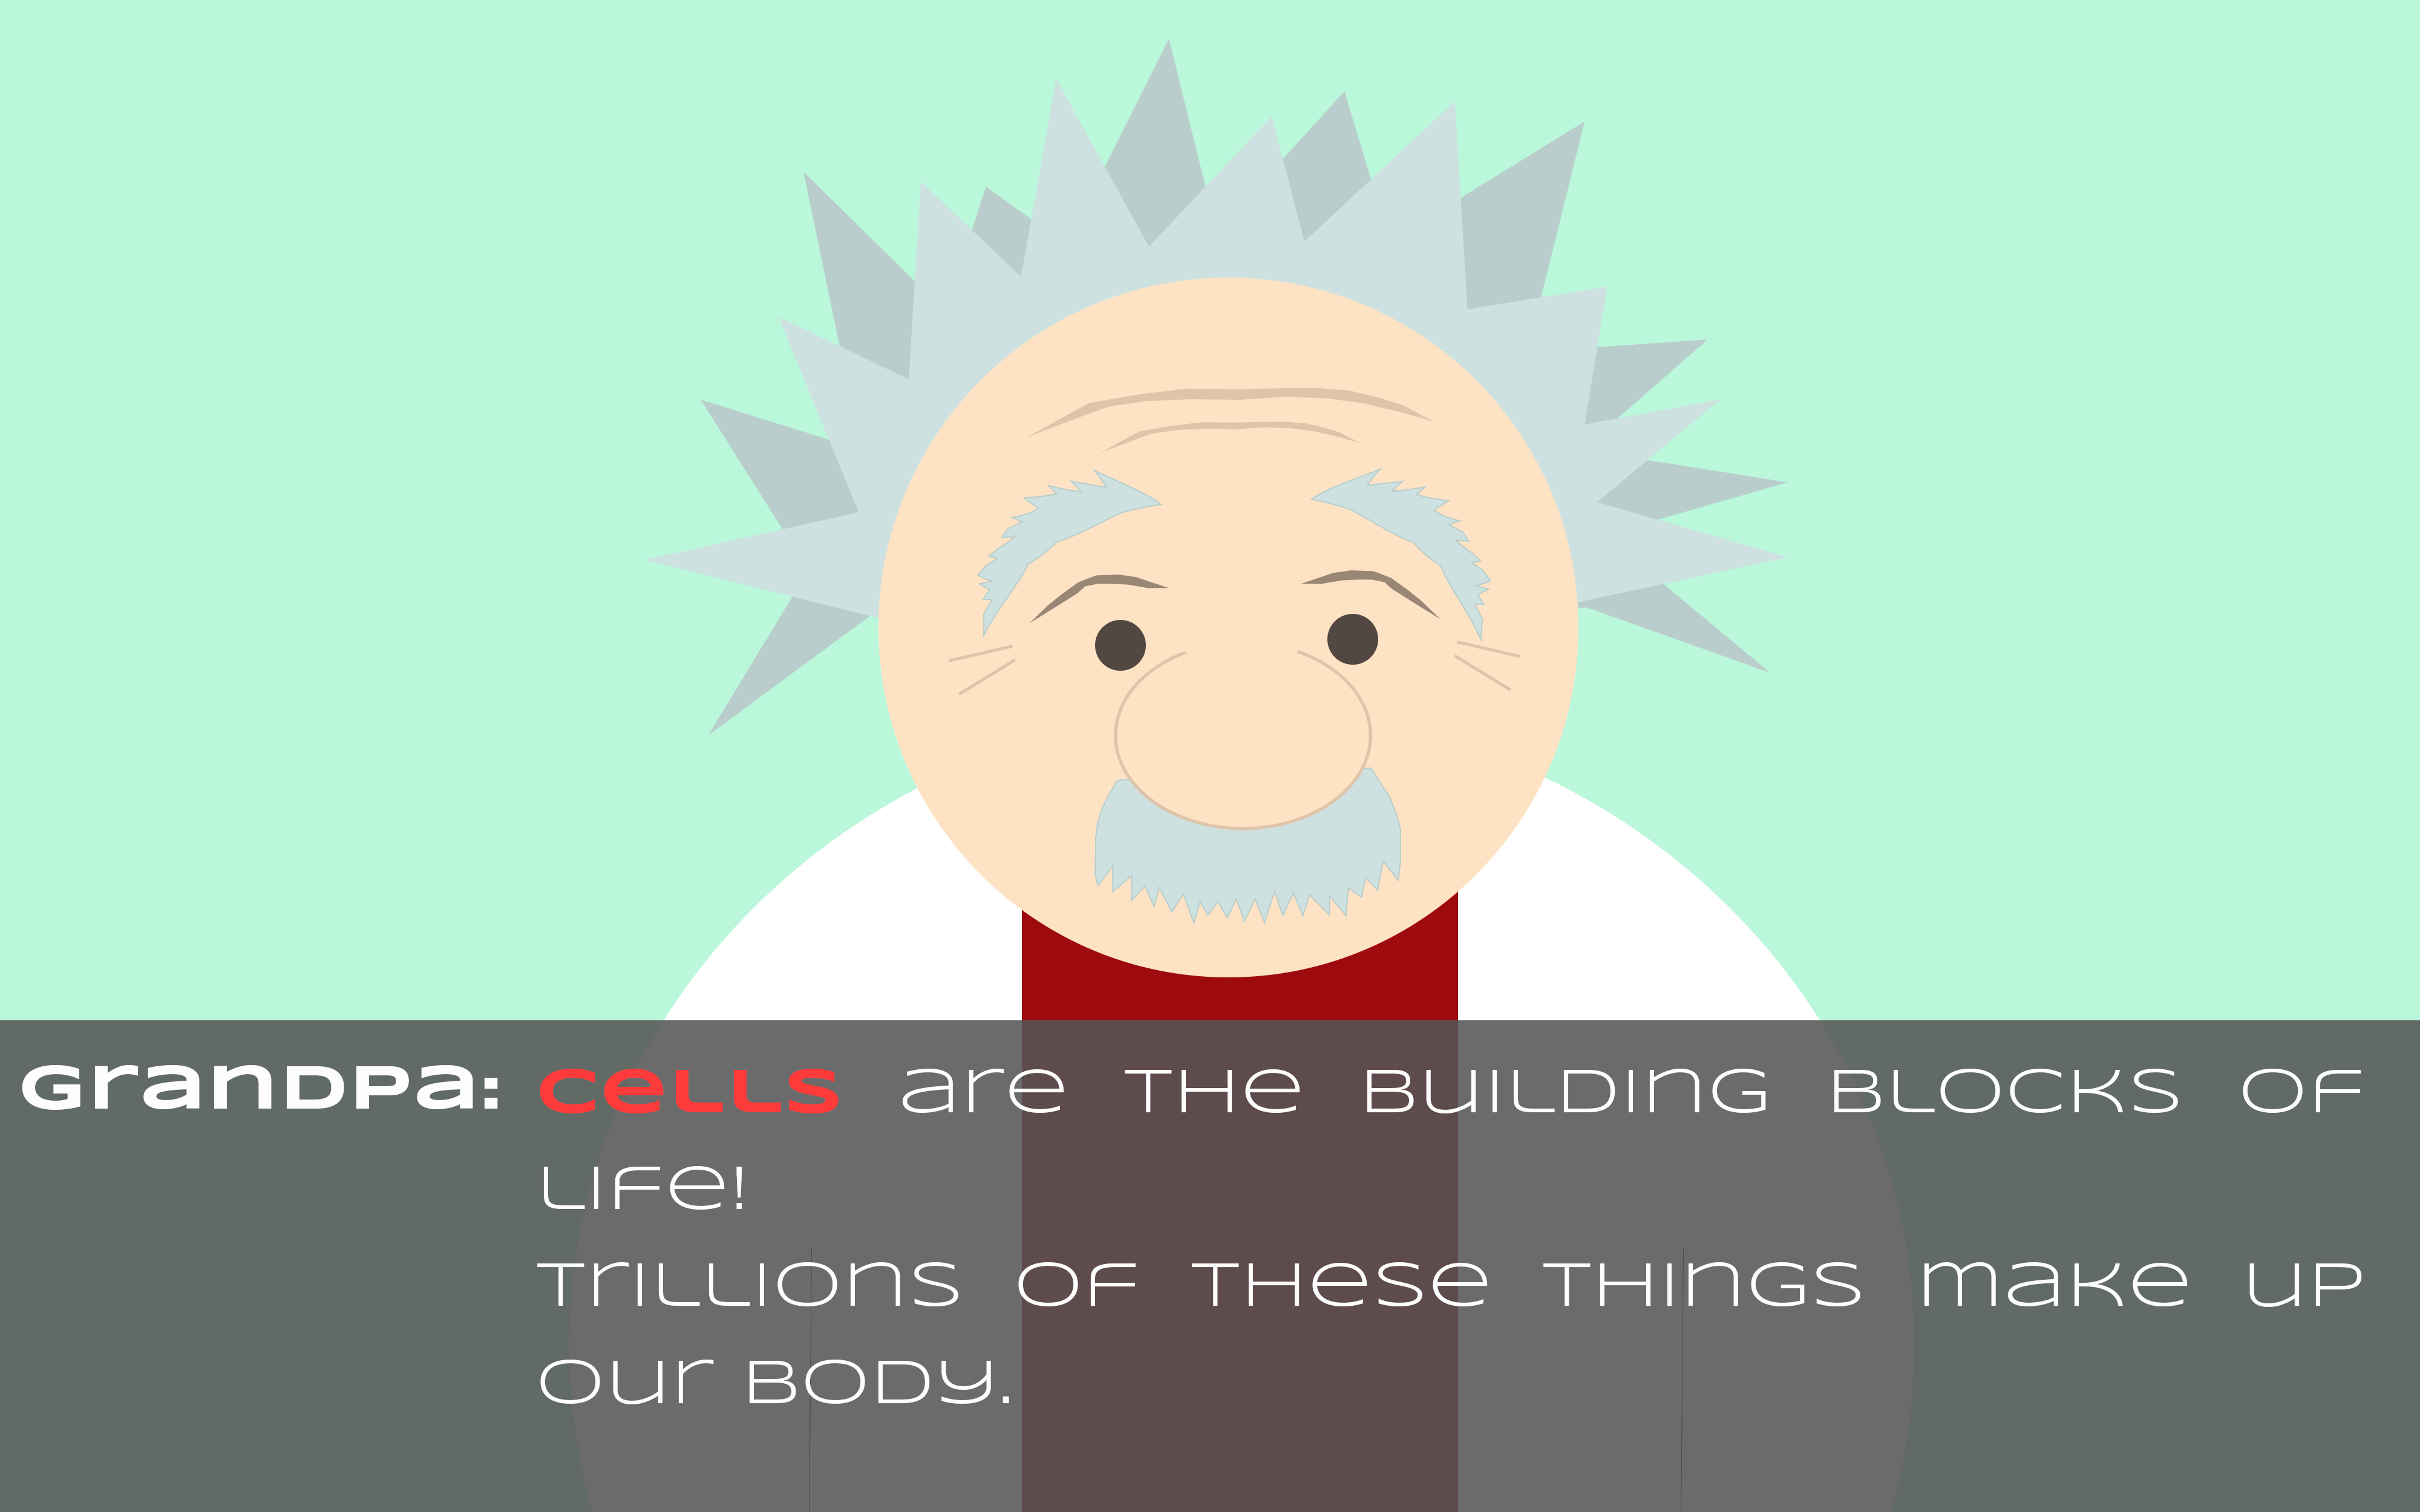 Grandpa: Cells are the building blocks of
life!
Trillions of these things make up
our body.